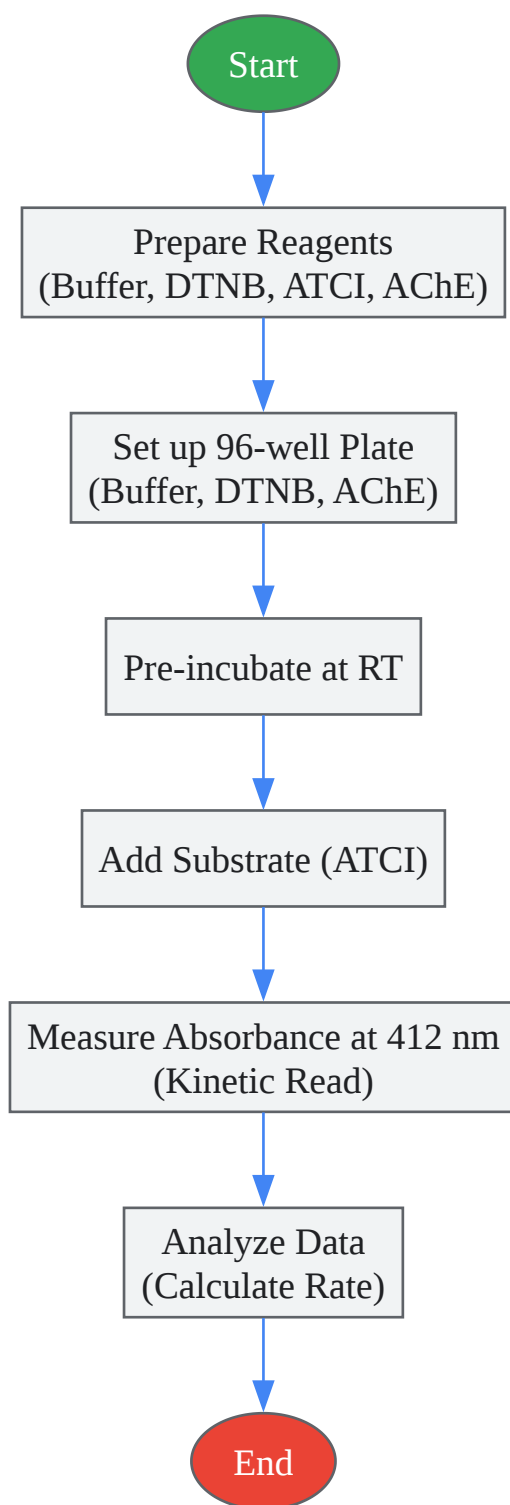 Start
Prepare Reagents
(Buffer, DTNB, ATCI, AChE)
Set up 96-well Plate
(Buffer, DTNB, AChE)
Pre-incubate at RT
Add Substrate (ATCI)
Measure Absorbance at 412 nm
(Kinetic Read)
Analyze Data
(Calculate Rate)
End